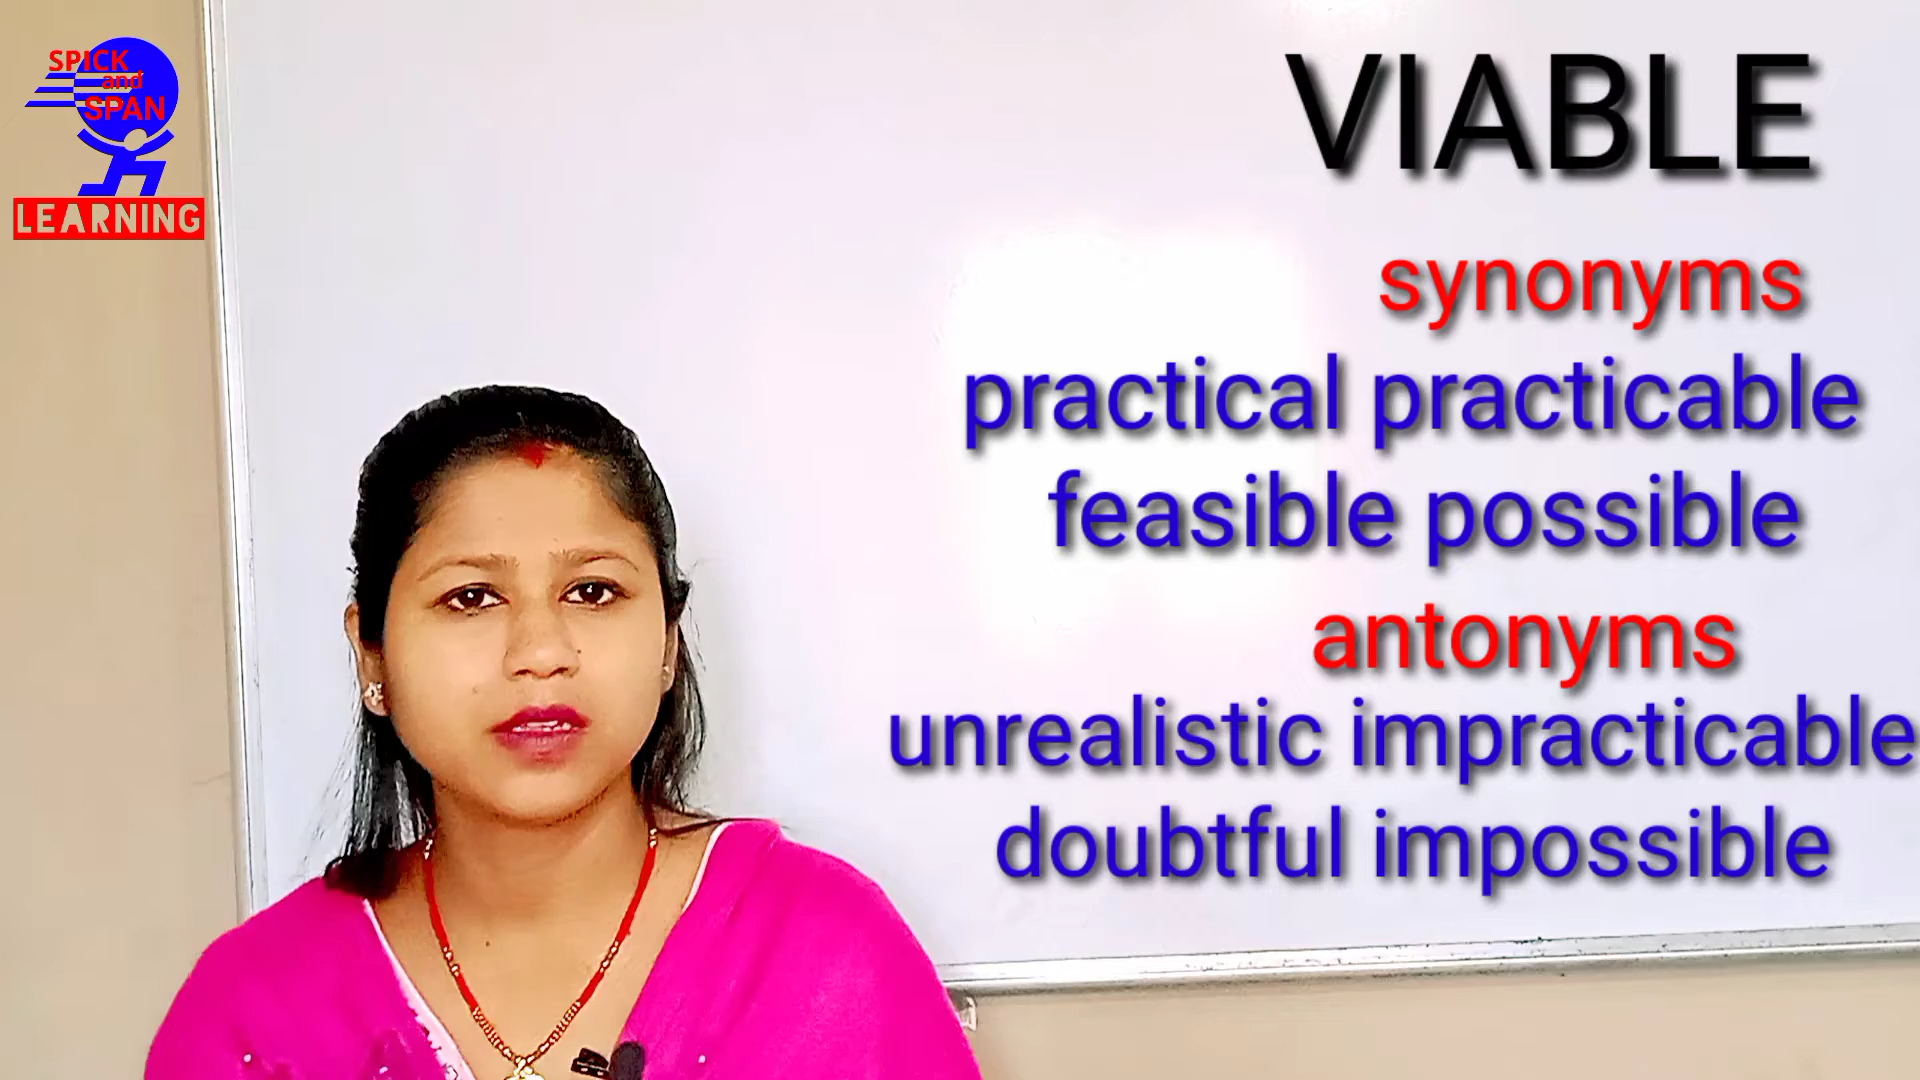 SPICK
and
SPAN
LEARNING
VIABLE
synonyms
practical practicable
feasible possible
antonyms
unrealistic impracticable
doubtful impossible